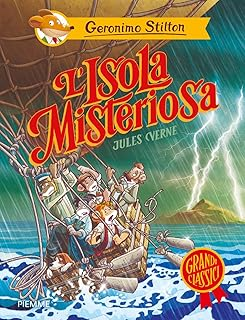 Geronimo Stilton
L'ISOLA
MISTERIOSA
JULES VERNE
GRANDI
CLASSICI
PIEMME